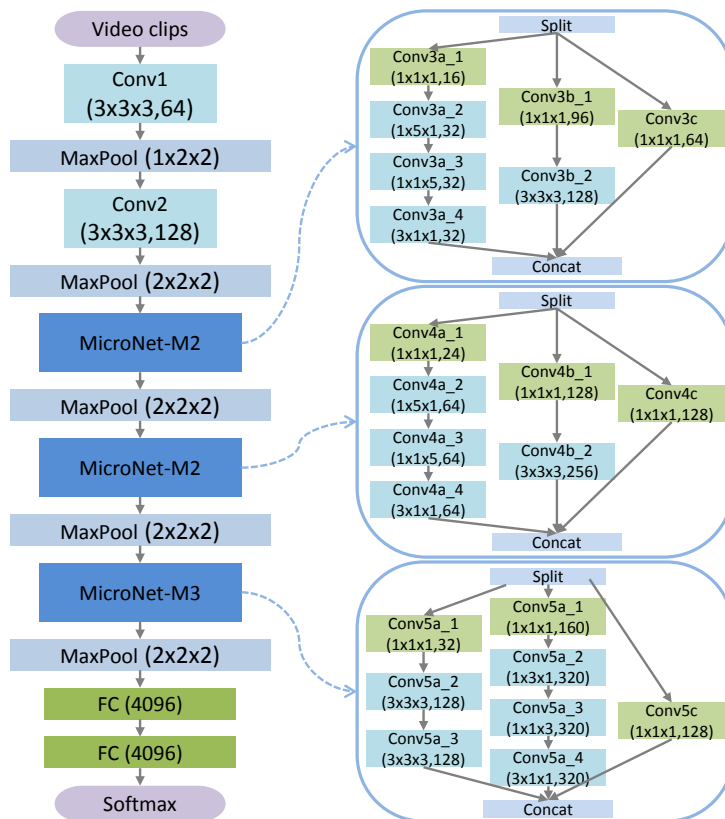 Video clips
Conv1
(3x3x3,64)
MaxPool (1x2x2)
Conv2
(3x3x3,128)
MaxPool (2x2x2)
MicroNet-M2
MaxPool (2x2x2)
MicroNet-M2
MaxPool (2x2x2)
MicroNet-M3
MaxPool (2x2x2)
FC (4096)
FC (4096)
Softmax
Split
Conv3a_1
(1x1x1,16)
Conv3a_2
(1x5x1,32)
Conv3a_3
(1x1x5,32)
Conv3a_4
(3x1x1,32)
Conv3b_1
(1x1x1,96)
Conv3b_2
(3x3x3,128)
Conv3c
(1x1x1,64)
Concat
Split
Conv4a_1
(1x1x1,24)
Conv4a_2
(1x5x1,64)
Conv4a_3
(1x1x5,64)
Conv4a_4
(3x1x1,64)
Conv4b_1
(1x1x1,128)
Conv4b_2
(3x3x3,256)
Conv4c
(1x1x1,128)
Concat
Split
Conv5a_1
(1x1x1,32)
Conv5a_2
(3x3x3,128)
Conv5a_3
(3x3x3,128)
Conv5a_1
(1x1x1,160)
Conv5a_2
(1x3x1,320)
Conv5a_3
(1x1x3,320)
Conv5a_4
(3x1x1,320)
Conv5c
(1x1x1,128)
Concat